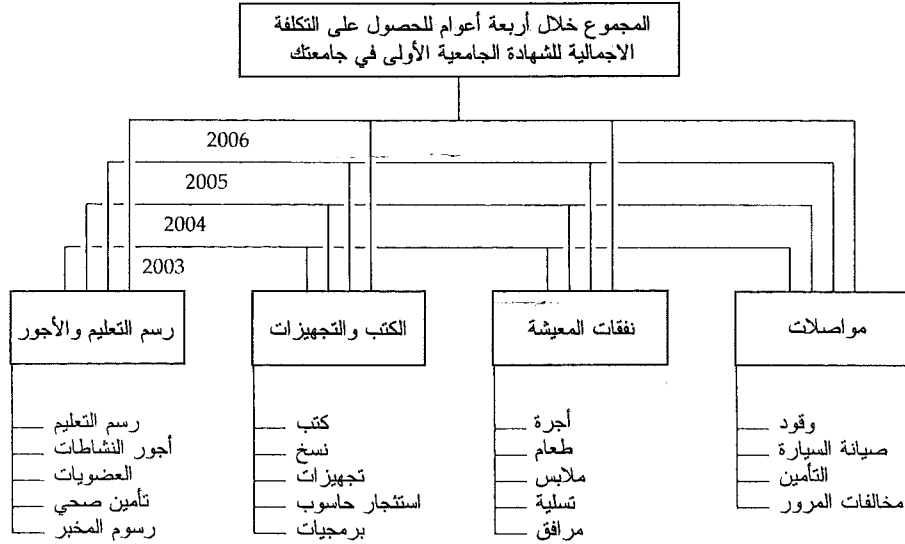 المجموع خلال أربعة أعوام للحصول على التكلفة
الاجمالية للشهادة الجامعية الأولى في جامعتك
2006
2005
2004
2003
رسم التعليم والأجور
رسم التعليم
أجور النشاطات
العضويات
تأمين صحي
رسوم المخبر
الكتب والتجهيزات
كتب
نسخ
تجهيزات
استئجار حاسوب
برمجيات
نفقات المعيشة
أجرة
طعام
ملابس
تسلية
مرافق
مواصلات
وقود
صيانة السيارة
التأمين
مخالفات المرور